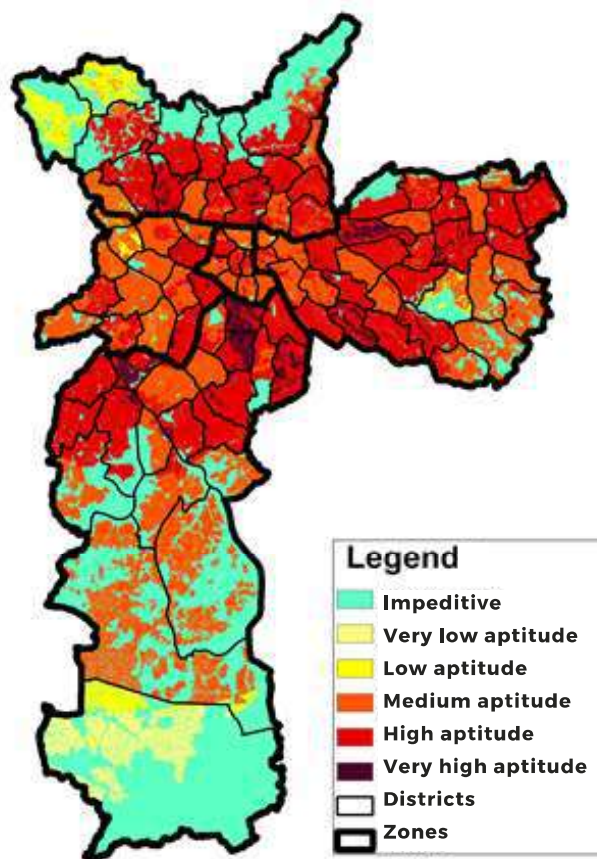 Legend
Impeditive
Very low aptitude
Low aptitude
Medium aptitude
High aptitude
Very high aptitude
Districts
Zones